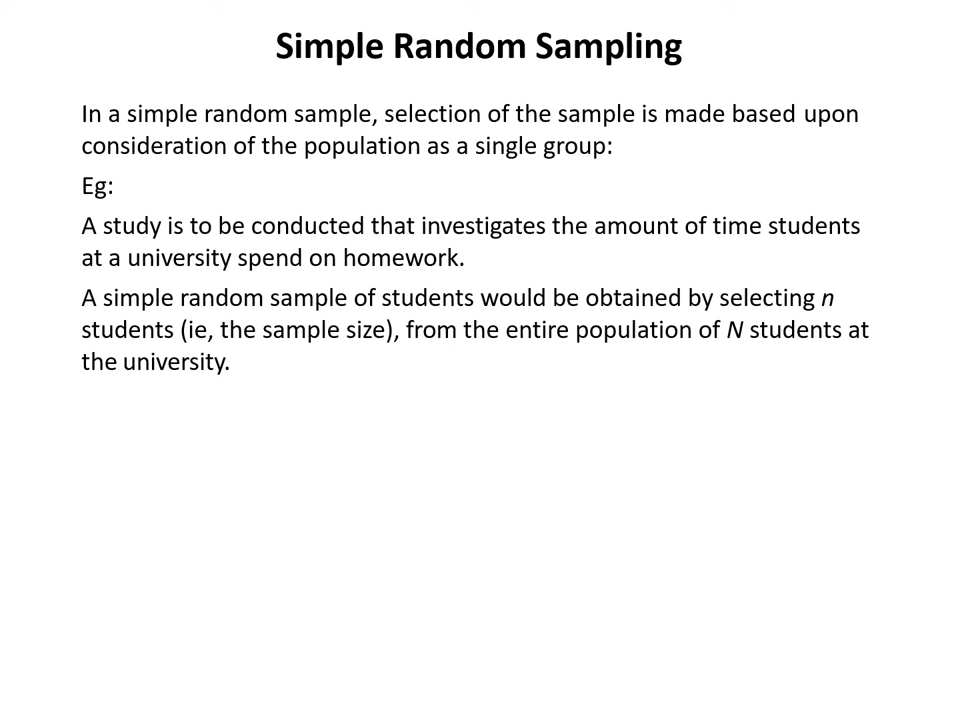 Simple Random Sampling
In a simple random sample, selection of the sample is made based upon
consideration of the population as a single group:
Eg:
A study is to be conducted that investigates the amount of time students
at a university spend on homework.
A simple random sample of students would be obtained by selecting n
students (ie, the sample size), from the entire population of N students at
the university.